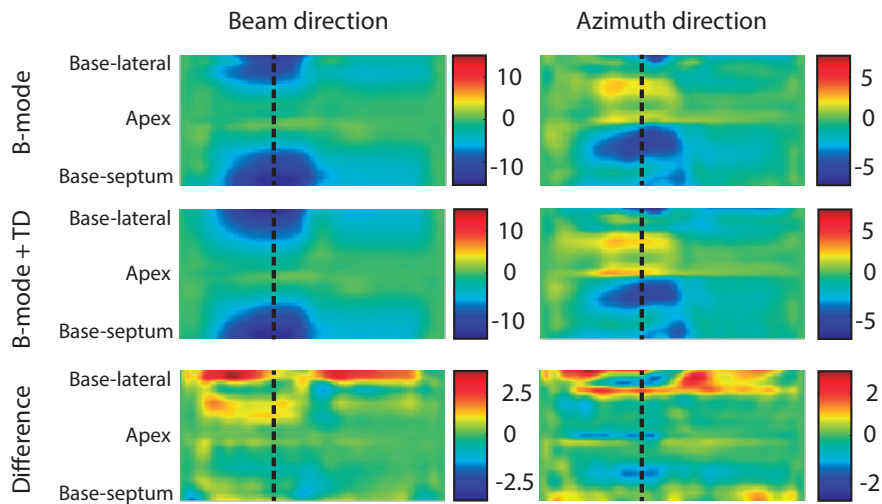 Beam direction
Azimuth direction
B-mode
Base-lateral
Apex
Base-septum
10
0
-10
5
0
-5
B-mode + TD
Base-lateral
Apex
Base-septum
10
0
-10
5
0
-5
Difference
Base-lateral
Apex
Base-septum
2.5
0
-2.5
2
0
-2